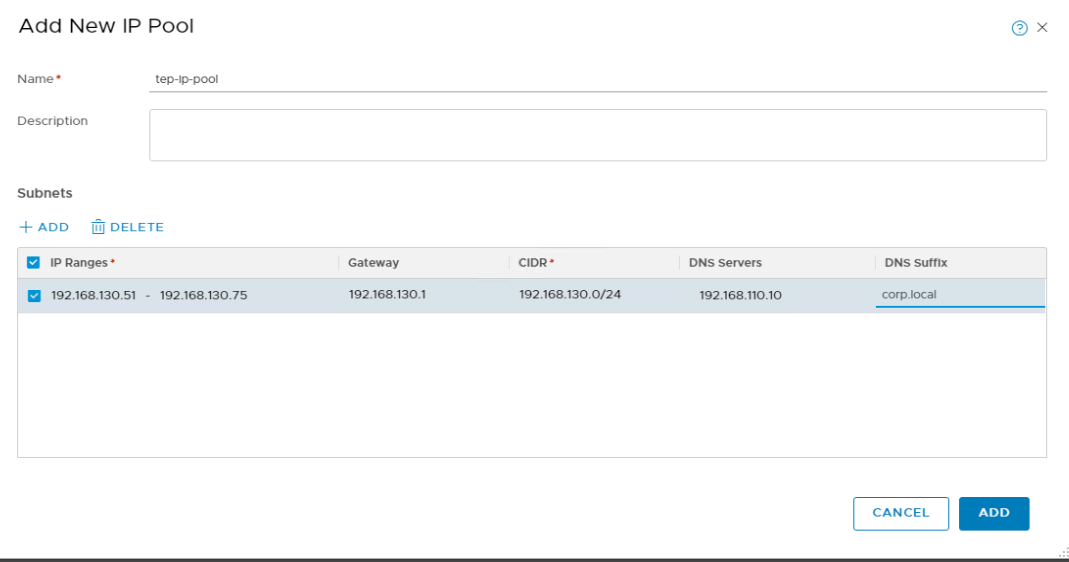 Add New IP Pool
Name*
tep-ip-pool
Description
Subnets
+ ADD DELETE
IP Ranges* Gateway CIDR* DNS Servers DNS Suffix
192.168.130.51 - 192.168.130.75 192.168.130.1 192.168.130.0/24 192.168.110.10 corp.local
CANCEL ADD